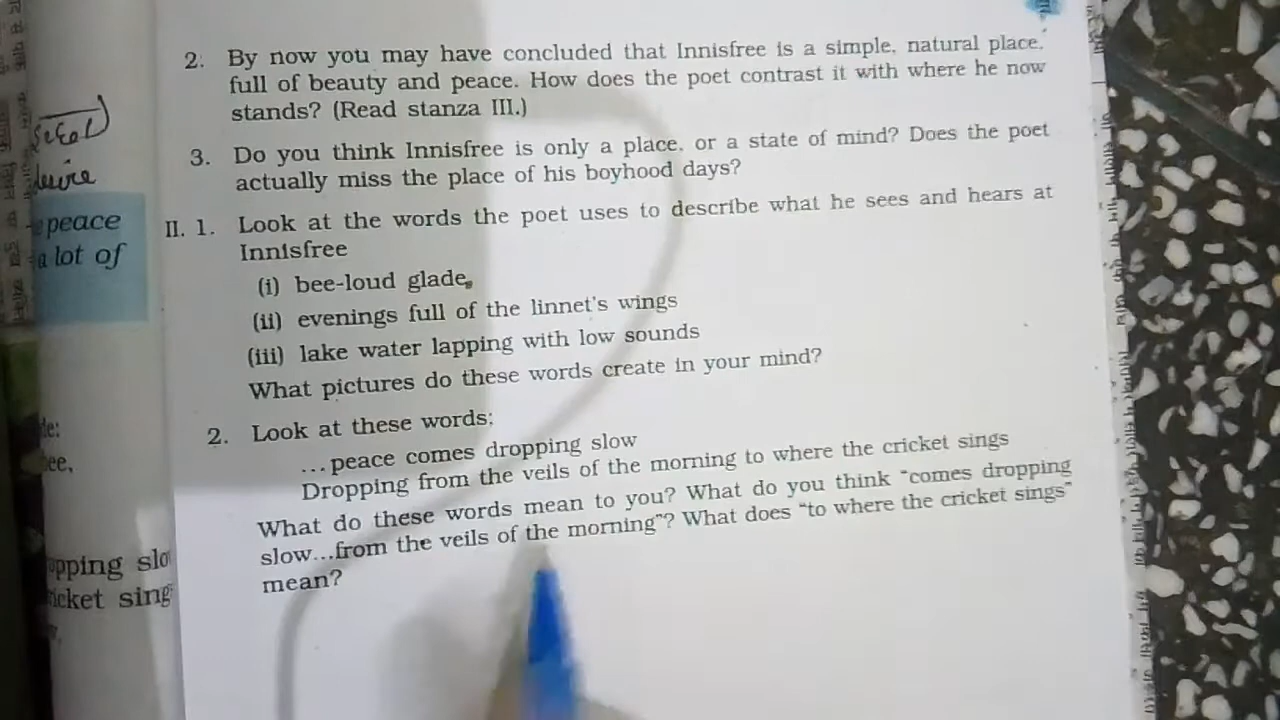 2. By now you may have concluded that Innisfree is a simple, natural place,
full of beauty and peace. How does the poet contrast it with where he now
stands? (Read stanza III.)
3. Do you think Innisfree is only a place, or a state of mind? Does the poet
actually miss the place of his boyhood days?
II. 1. Look at the words the poet uses to describe what he sees and hears at
Innisfree
(i) bee-loud glade,
(ii) evenings full of the linnet's wings
(iii) lake water lapping with low sounds
What pictures do these words create in your mind?
2. Look at these words;
...peace comes dropping slow
Dropping from the veils of the morning to where the cricket sings
What do these words mean to you? What do you think "comes dropping
slow...from the veils of the morning"? What does "to where the cricket sings"
mean?
desire
peace
a lot of